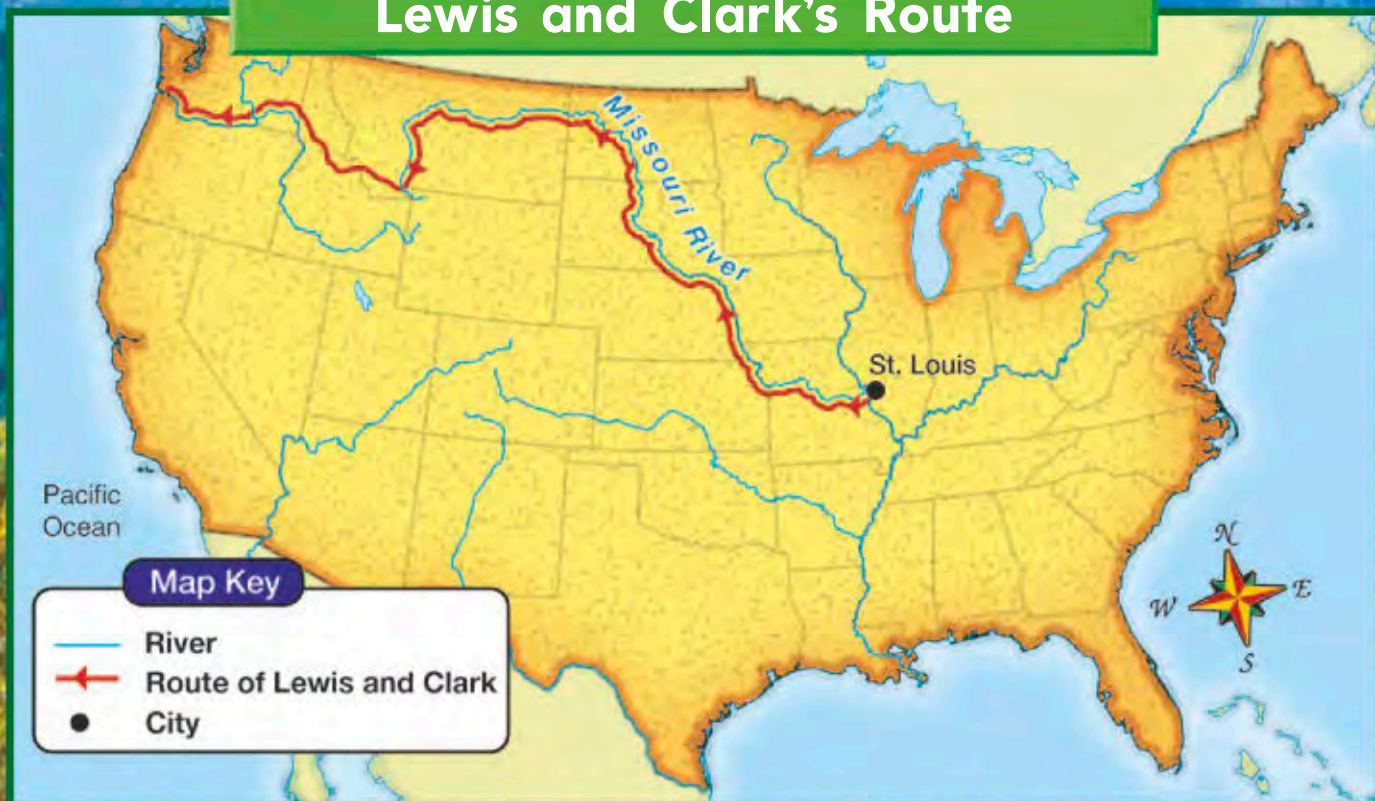 Lewis and Clark's Route
Missouri River
St. Louis
Pacific
Ocean
N
W
E
S
Map Key
River
Route of Lewis and Clark
City